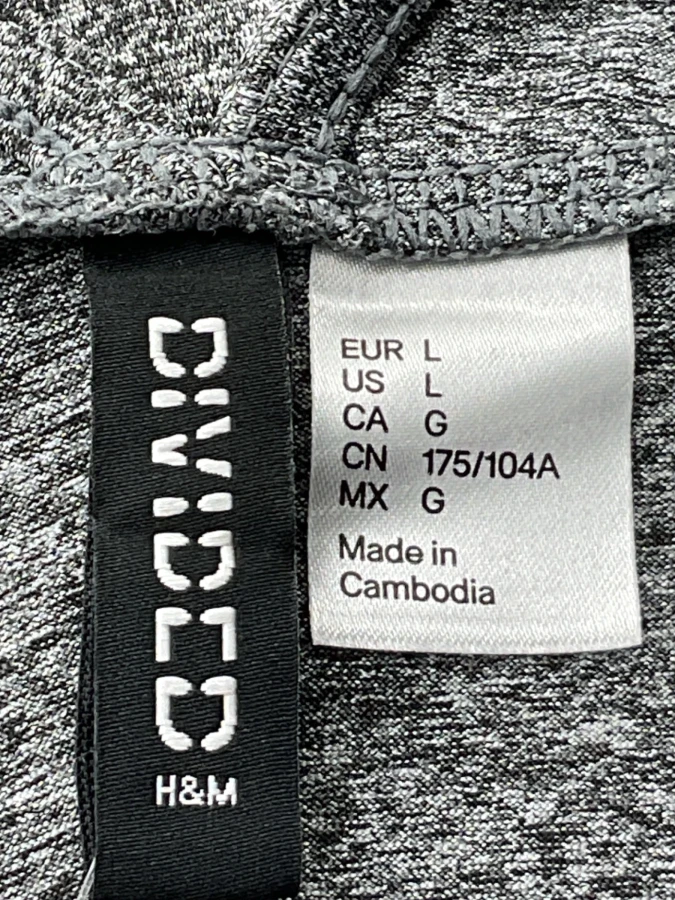 DIVIDED
H&M
EUR L
US L
CA G
CN 175/104A
MX G
Made in
Cambodia